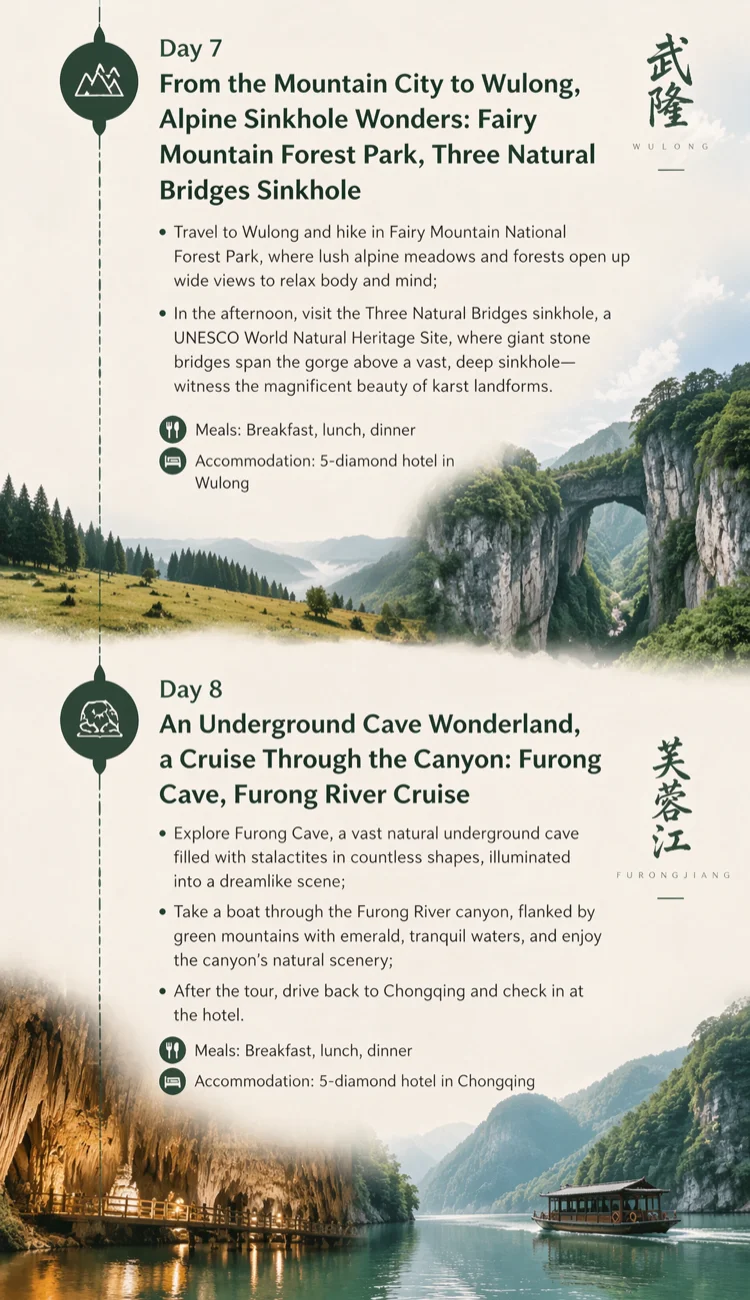 Day 7
From the Mountain City to Wulong,
Alpine Sinkhole Wonders: Fairy
Mountain Forest Park, Three Natural
Bridges Sinkhole
武隆
WULONG
• Travel to Wulong and hike in Fairy Mountain National
Forest Park, where lush alpine meadows and forests open up
wide views to relax body and mind;
• In the afternoon, visit the Three Natural Bridges sinkhole, a
UNESCO World Natural Heritage Site, where giant stone
bridges span the gorge above a vast, deep sinkhole—
witness the magnificent beauty of karst landforms.
Meals: Breakfast, lunch, dinner
Accommodation: 5-diamond hotel in
Wulong
Day 8
An Underground Cave Wonderland,
a Cruise Through the Canyon: Furong
Cave, Furong River Cruise
芙蓉江
FURONGJIANG
• Explore Furong Cave, a vast natural underground cave
filled with stalactites in countless shapes, illuminated
into a dreamlike scene;
• Take a boat through the Furong River canyon, flanked by
green mountains with emerald, tranquil waters, and enjoy
the canyon's natural scenery;
• After the tour, drive back to Chongqing and check in at
the hotel.
Meals: Breakfast, lunch, dinner
Accommodation: 5-diamond hotel in Chongqing